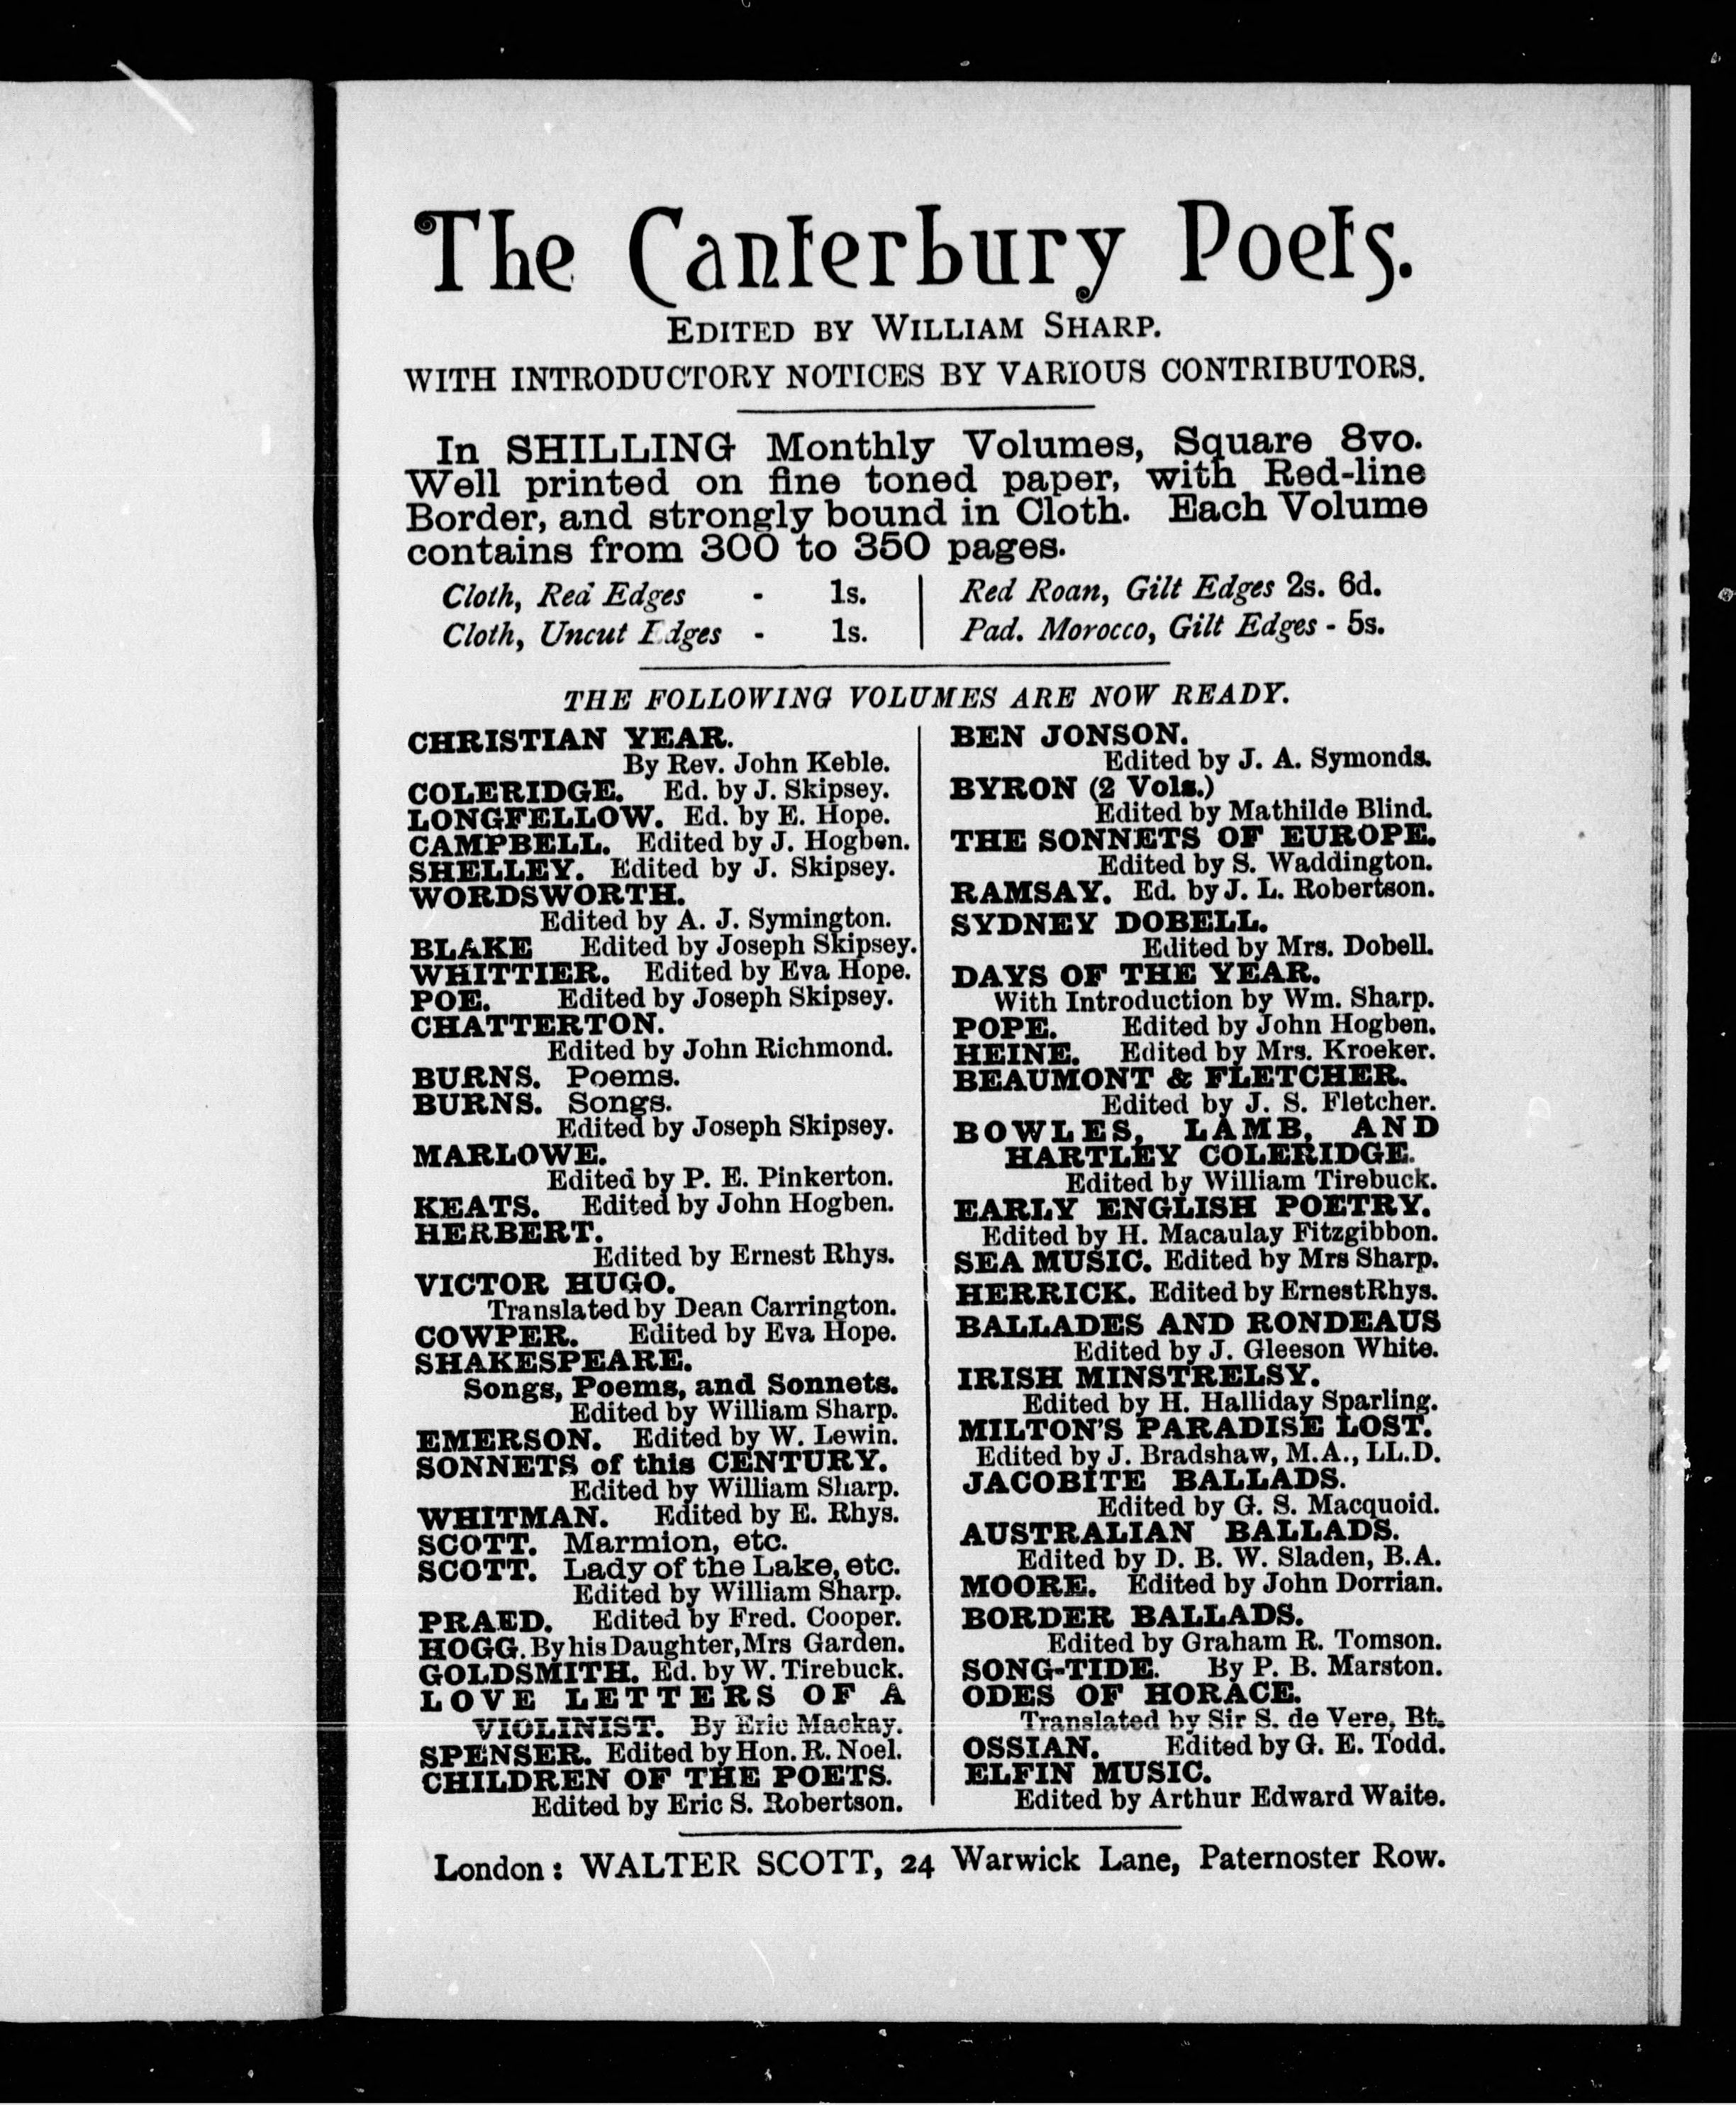 The Canterbury Poets.
EDITED BY WILLIAM SHARP.
WITH INTRODUCTORY NOTICES BY VARIOUS CONTRIBUTORS.
In SHILLING Monthly Volumes, Square 8vo.
Well printed on fine toned paper, with Red-line
Border, and strongly bound in Cloth. Each Volume
contains from 300 to 350 pages.
Cloth, Red Edges - 1s.
Cloth, Uncut Edges - 1s.
Red Roan, Gilt Edges 2s. 6d.
Pad. Morocco, Gilt Edges - 5s.
THE FOLLOWING VOLUMES ARE NOW READY.
CHRISTIAN YEAR.
By Rev. John Keble.
COLERIDGE. Ed. by J. Skipsey.
LONGFELLOW. Ed. by E. Hope.
CAMPBELL. Edited by J. Hogben.
SHELLEY. Edited by J. Skipsey.
WORDSWORTH.
Edited by A. J. Symington.
BLAKE Edited by Joseph Skipsey.
WHITTIER. Edited by Eva Hope.
POE. Edited by Joseph Skipsey.
CHATTERTON.
Edited by John Richmond.
BURNS. Poems.
BURNS. Songs.
Edited by Joseph Skipsey.
MARLOWE.
Edited by P. E. Pinkerton.
KEATS. Edited by John Hogben.
HERBERT.
Edited by Ernest Rhys.
VICTOR HUGO.
Translated by Dean Carrington.
COWPER. Edited by Eva Hope.
SHAKESPEARE.
Songs, Poems, and Sonnets.
Edited by William Sharp.
EMERSON. Edited by W. Lewin.
SONNETS of this CENTURY.
Edited by William Sharp.
WHITMAN. Edited by E. Rhys.
SCOTT. Marmion, etc.
SCOTT. Lady of the Lake, etc.
Edited by William Sharp.
PRAED. Edited by Fred. Cooper.
HOGG. By his Daughter, Mrs Garden.
GOLDSMITH. Ed. by W. Tirebuck.
LOVE LETTERS OF A
VIOLINIST. By Eric Mackay.
SPENSER. Edited by Hon. R. Noel.
CHILDREN OF THE POETS.
Edited by Eric S. Robertson.
BEN JONSON.
Edited by J. A. Symonds.
BYRON (2 Vols.)
Edited by Mathilde Blind.
THE SONNETS OF EUROPE.
Edited by S. Waddington.
RAMSAY. Ed. by J. L. Robertson.
SYDNEY DOBELL.
Edited by Mrs. Dobell.
DAYS OF THE YEAR.
With Introduction by Wm. Sharp.
POPE. Edited by John Hogben.
HEINE. Edited by Mrs. Kroeker.
BEAUMONT & FLETCHER.
Edited by J. S. Fletcher.
BOWLES, LAMB, AND
HARTLEY COLERIDGE.
Edited by William Tirebuck.
EARLY ENGLISH POETRY.
Edited by H. Macaulay Fitzgibbon.
SEA MUSIC. Edited by Mrs Sharp.
HERRICK. Edited by Ernest Rhys.
BALLADES AND RONDEAUS
Edited by J. Gleeson White.
IRISH MINSTRELSY.
Edited by H. Halliday Sparling.
MILTON'S PARADISE LOST.
Edited by J. Bradshaw, M.A., LL.D.
JACOBITE BALLADS.
Edited by G. S. Macquoid.
AUSTRALIAN BALLADS.
Edited by D. B. W. Sladen, B.A.
MOORE. Edited by John Dorrian.
BORDER BALLADS.
Edited by Graham R. Tomson.
SONG-TIDE. By P. B. Marston.
ODES OF HORACE.
Translated by Sir S. de Vere, Bt.
OSSIAN. Edited by G. E. Todd.
ELFIN MUSIC.
Edited by Arthur Edward Waite.
London: WALTER SCOTT, 24 Warwick Lane, Paternoster Row.